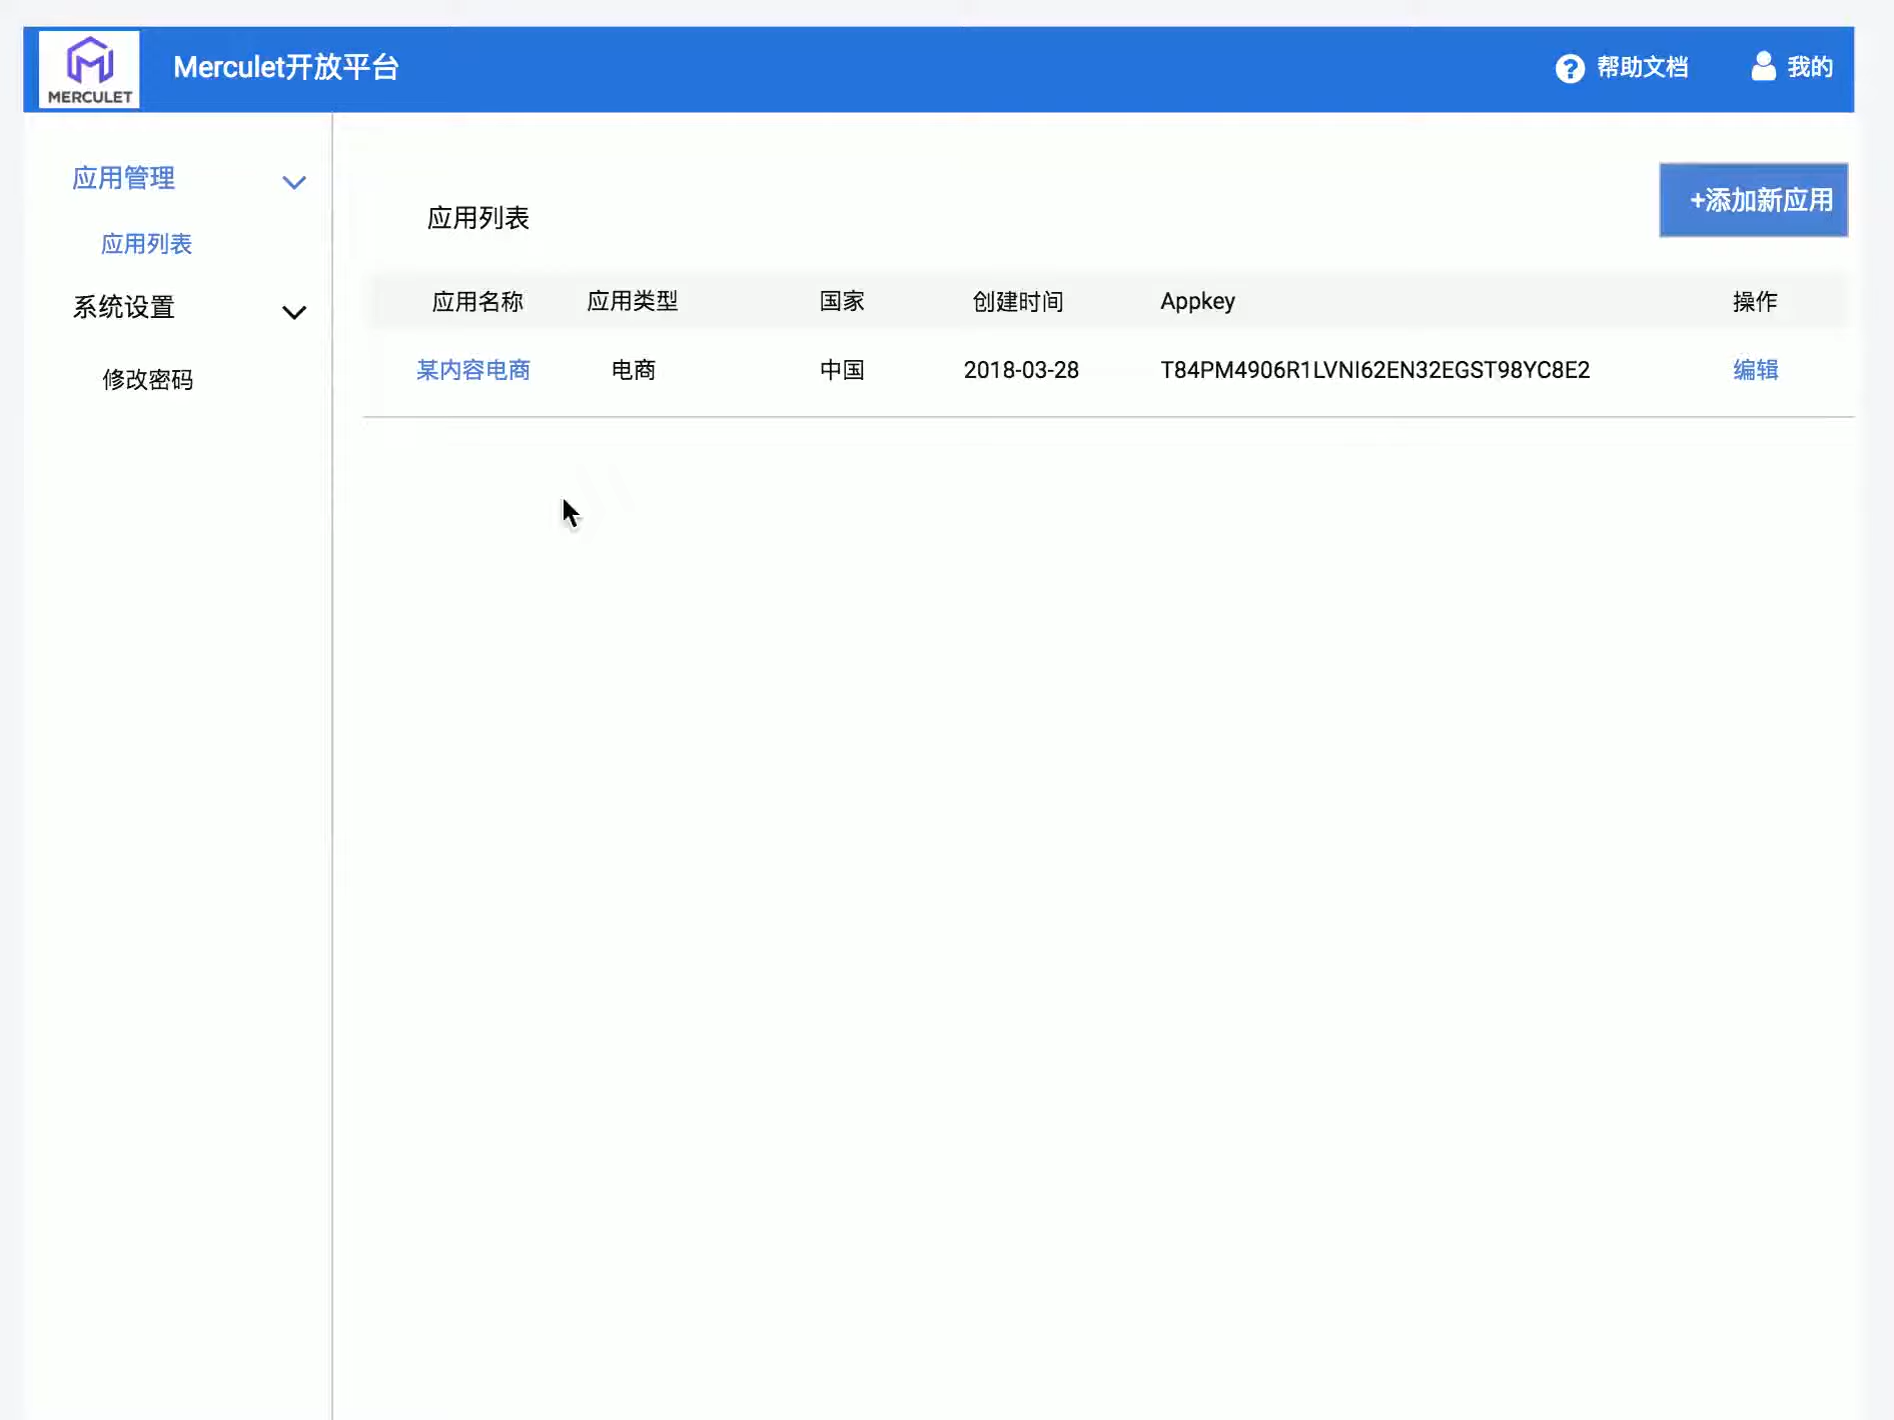 MERCULET
Merculet开放平台
帮助文档
我的
应用管理
应用列表
系统设置
修改密码
应用列表
+添加新应用
应用名称 应用类型 国家 创建时间 Appkey 操作
某内容电商 电商 中国 2018-03-28 T84PM4906R1LVNI62EN32EGST98YC8E2 编辑